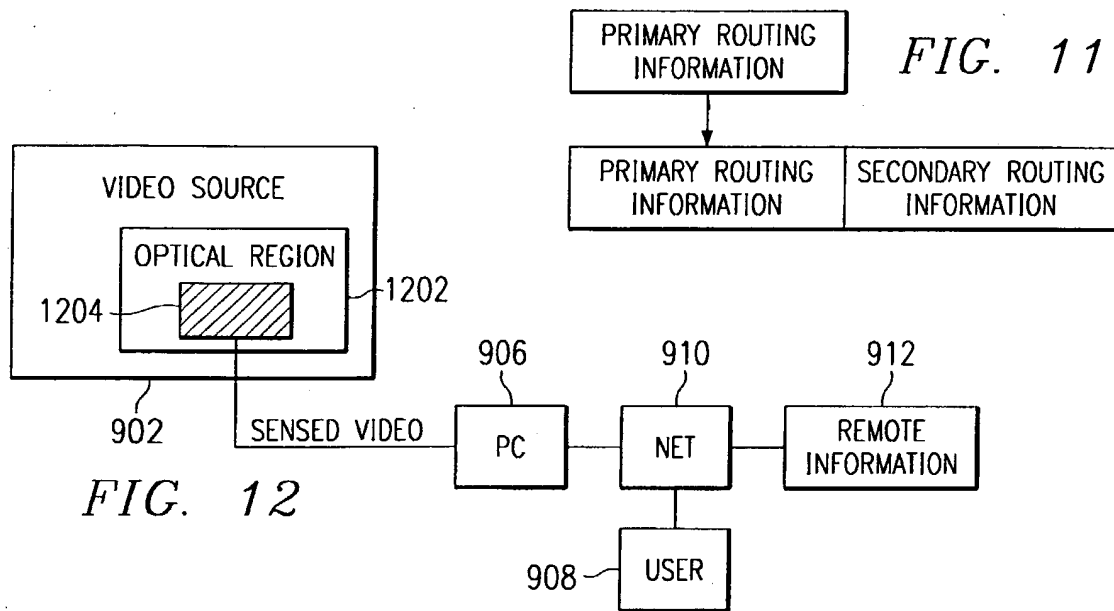 PRIMARY ROUTING
INFORMATION
FIG. 11
PRIMARY ROUTING
INFORMATION
SECONDARY ROUTING
INFORMATION
VIDEO SOURCE
OPTICAL REGION
1204
1202
902
SENSED VIDEO
906
PC
910
NET
912
REMOTE
INFORMATION
908
USER
FIG. 12